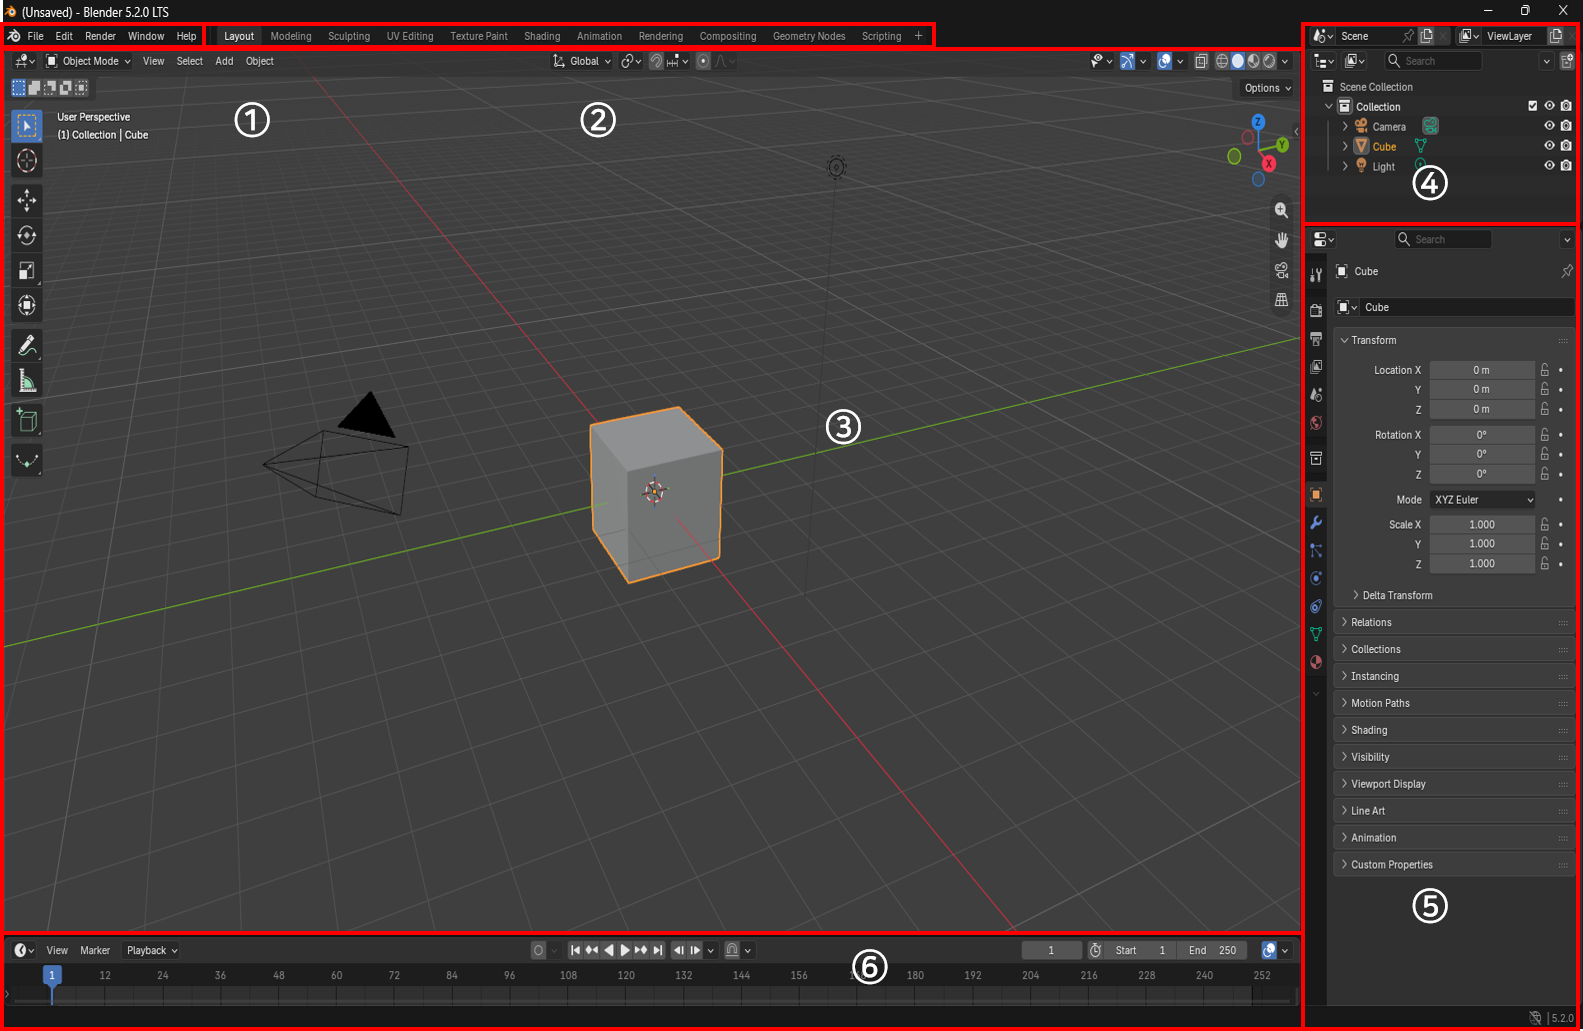 (Unsaved) - Blender 5.2.0 LTS
File Edit Render Window Help Layout Modeling Sculpting UV Editing Texture Paint Shading Animation Rendering Compositing Geometry Nodes Scripting + Scene ViewLayer
Object Mode View Select Add Object Global Search
Options
User Perspective
(1) Collection | Cube
① ② ③ ④ ⑤ ⑥
Z
Y
X
Scene Collection
Collection
Camera
Cube
Light
Search
Cube
Cube
Transform
Location X 0 m
Y 0 m
Z 0 m
Rotation X 0°
Y 0°
Z 0°
Mode XYZ Euler
Scale X 1.000
Y 1.000
Z 1.000
Delta Transform
Relations
Collections
Instancing
Motion Paths
Shading
Visibility
Viewport Display
Line Art
Animation
Custom Properties
View Marker Playback 1 Start 1 End 250
1 12 24 36 48 60 72 84 96 108 120 132 144 156 180 192 204 216 228 240 252
5.2.0